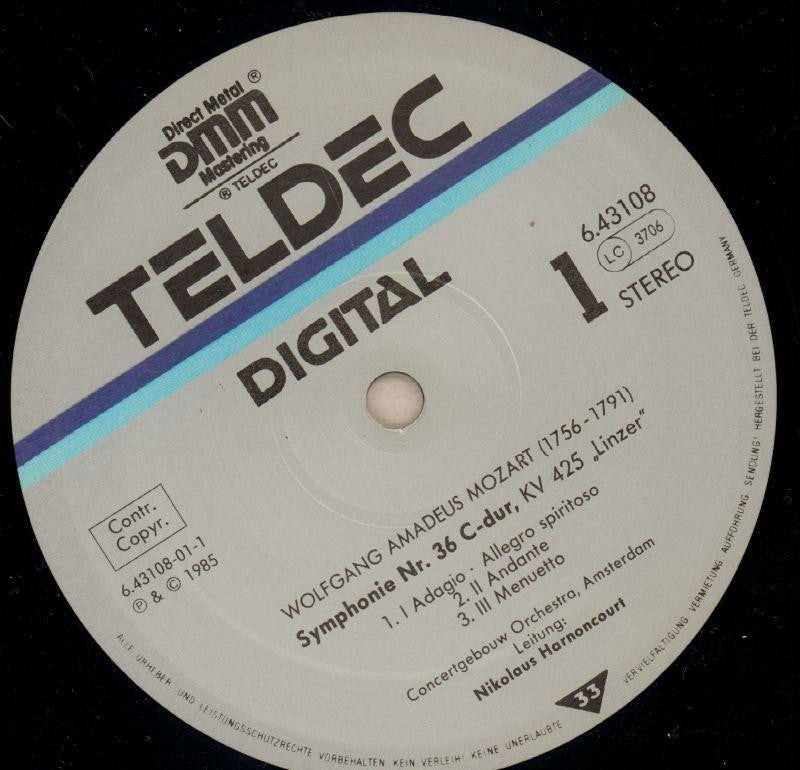 Direct Metal ®
DMM
Mastering
® TELDEC
TELDEC
DIGITAL
6.43108
1
LC 3706
STEREO
Contr.
Copyr.
6.43108-01-1
Ⓟ & © 1985
WOLFGANG AMADEUS MOZART (1756-1791)
Symphonie Nr. 36 C-dur, KV 425 „Linzer“
1. I Adagio · Allegro spiritoso
2. II Andante
3. III Menuetto
Concertgebouw Orchestra, Amsterdam
Leitung:
Nikolaus Harnoncourt
33
ALLE URHEBER UND LEISTUNGSSCHUTZRECHTE VORBEHALTEN KEIN VERLEIH! KEINE UNERLAUBTE VERVIELFÄLTIGUNG VERMIETUNG AUFFÜHRUNG SENDUNG! HERGESTELLT BEI DER TELDEC GERMANY